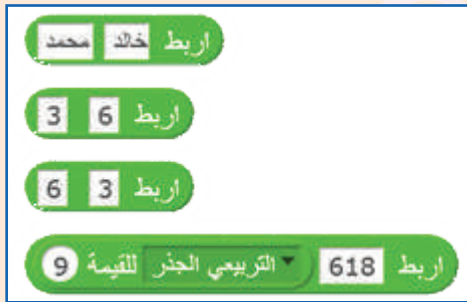 اربط خالد محمد
اربط 6 3
اربط 3 6
اربط 618 التربيعي الجذر للقيمة 9